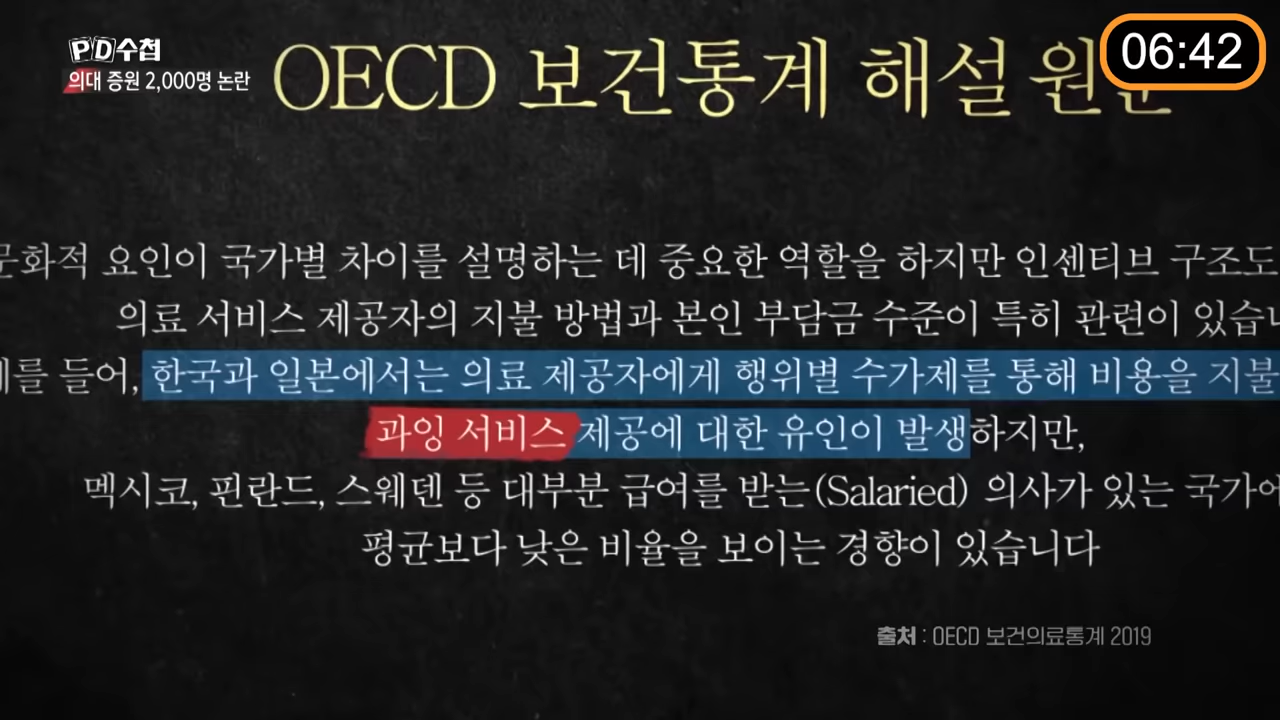 PD수첩
의대 증원 2,000명 논란
06:42
OECD 보건통계 해설
문화적 요인이 국가별 차이를 설명하는 데 중요한 역할을 하지만 인센티브 구조도
의료 서비스 제공자의 지불 방법과 본인 부담금 수준이 특히 관련이
들어, 한국과 일본에서는 의료 제공자에게 행위별 수가제를 통해 비용을 지불
과잉 서비스 제공에 대한 유인이 발생하지만,
멕시코, 핀란드, 스웨덴 등 대부분 급여를 받는(Salaried) 의사가 있는
평균보다 낮은 비율을 보이는 경향이 있습니다
출처 : OECD 보건의료통계 2019